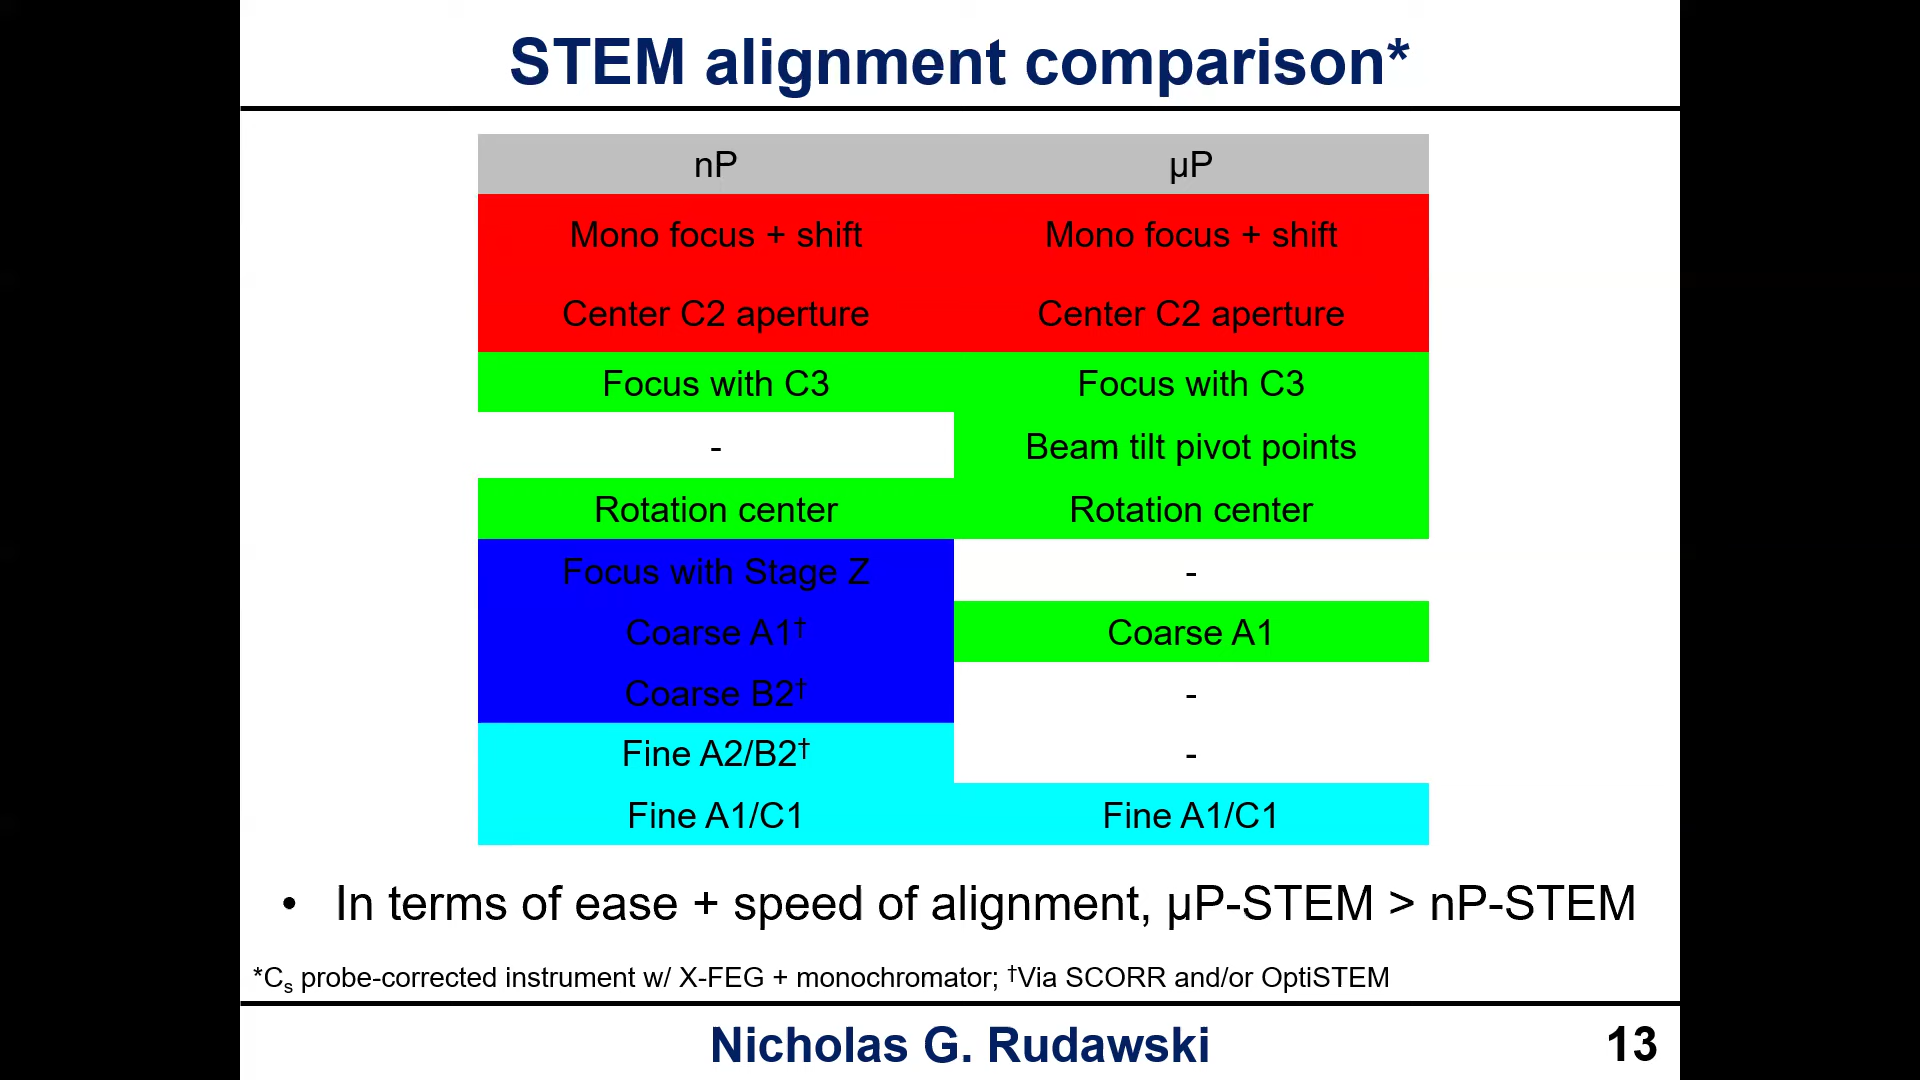 STEM alignment comparison*
nP µP
Mono focus + shift Mono focus + shift
Center C2 aperture Center C2 aperture
Focus with C3 Focus with C3
- Beam tilt pivot points
Rotation center Rotation center
Focus with Stage Z -
Coarse A1† Coarse A1
Coarse B2† -
Fine A2/B2† -
Fine A1/C1 Fine A1/C1
• In terms of ease + speed of alignment, µP-STEM > nP-STEM
*Cs probe-corrected instrument w/ X-FEG + monochromator; †Via SCORR and/or OptiSTEM
Nicholas G. Rudawski 13